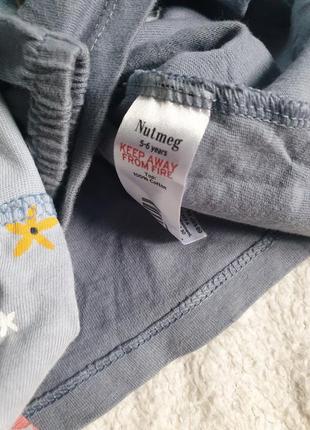 Nutmeg
5-6 years
KEEP AWAY
FROM FIRE
Top:
100% Cotton